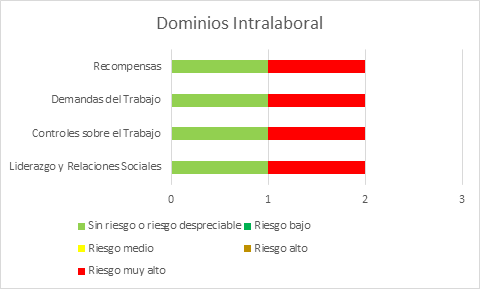 Dominios Intralaboral
Recompensas
Demandas del Trabajo
Controles sobre el Trabajo
Liderazgo y Relaciones Sociales
0 1 2 3
Sin riesgo o riesgo despreciable Riesgo bajo
Riesgo medio Riesgo alto
Riesgo muy alto